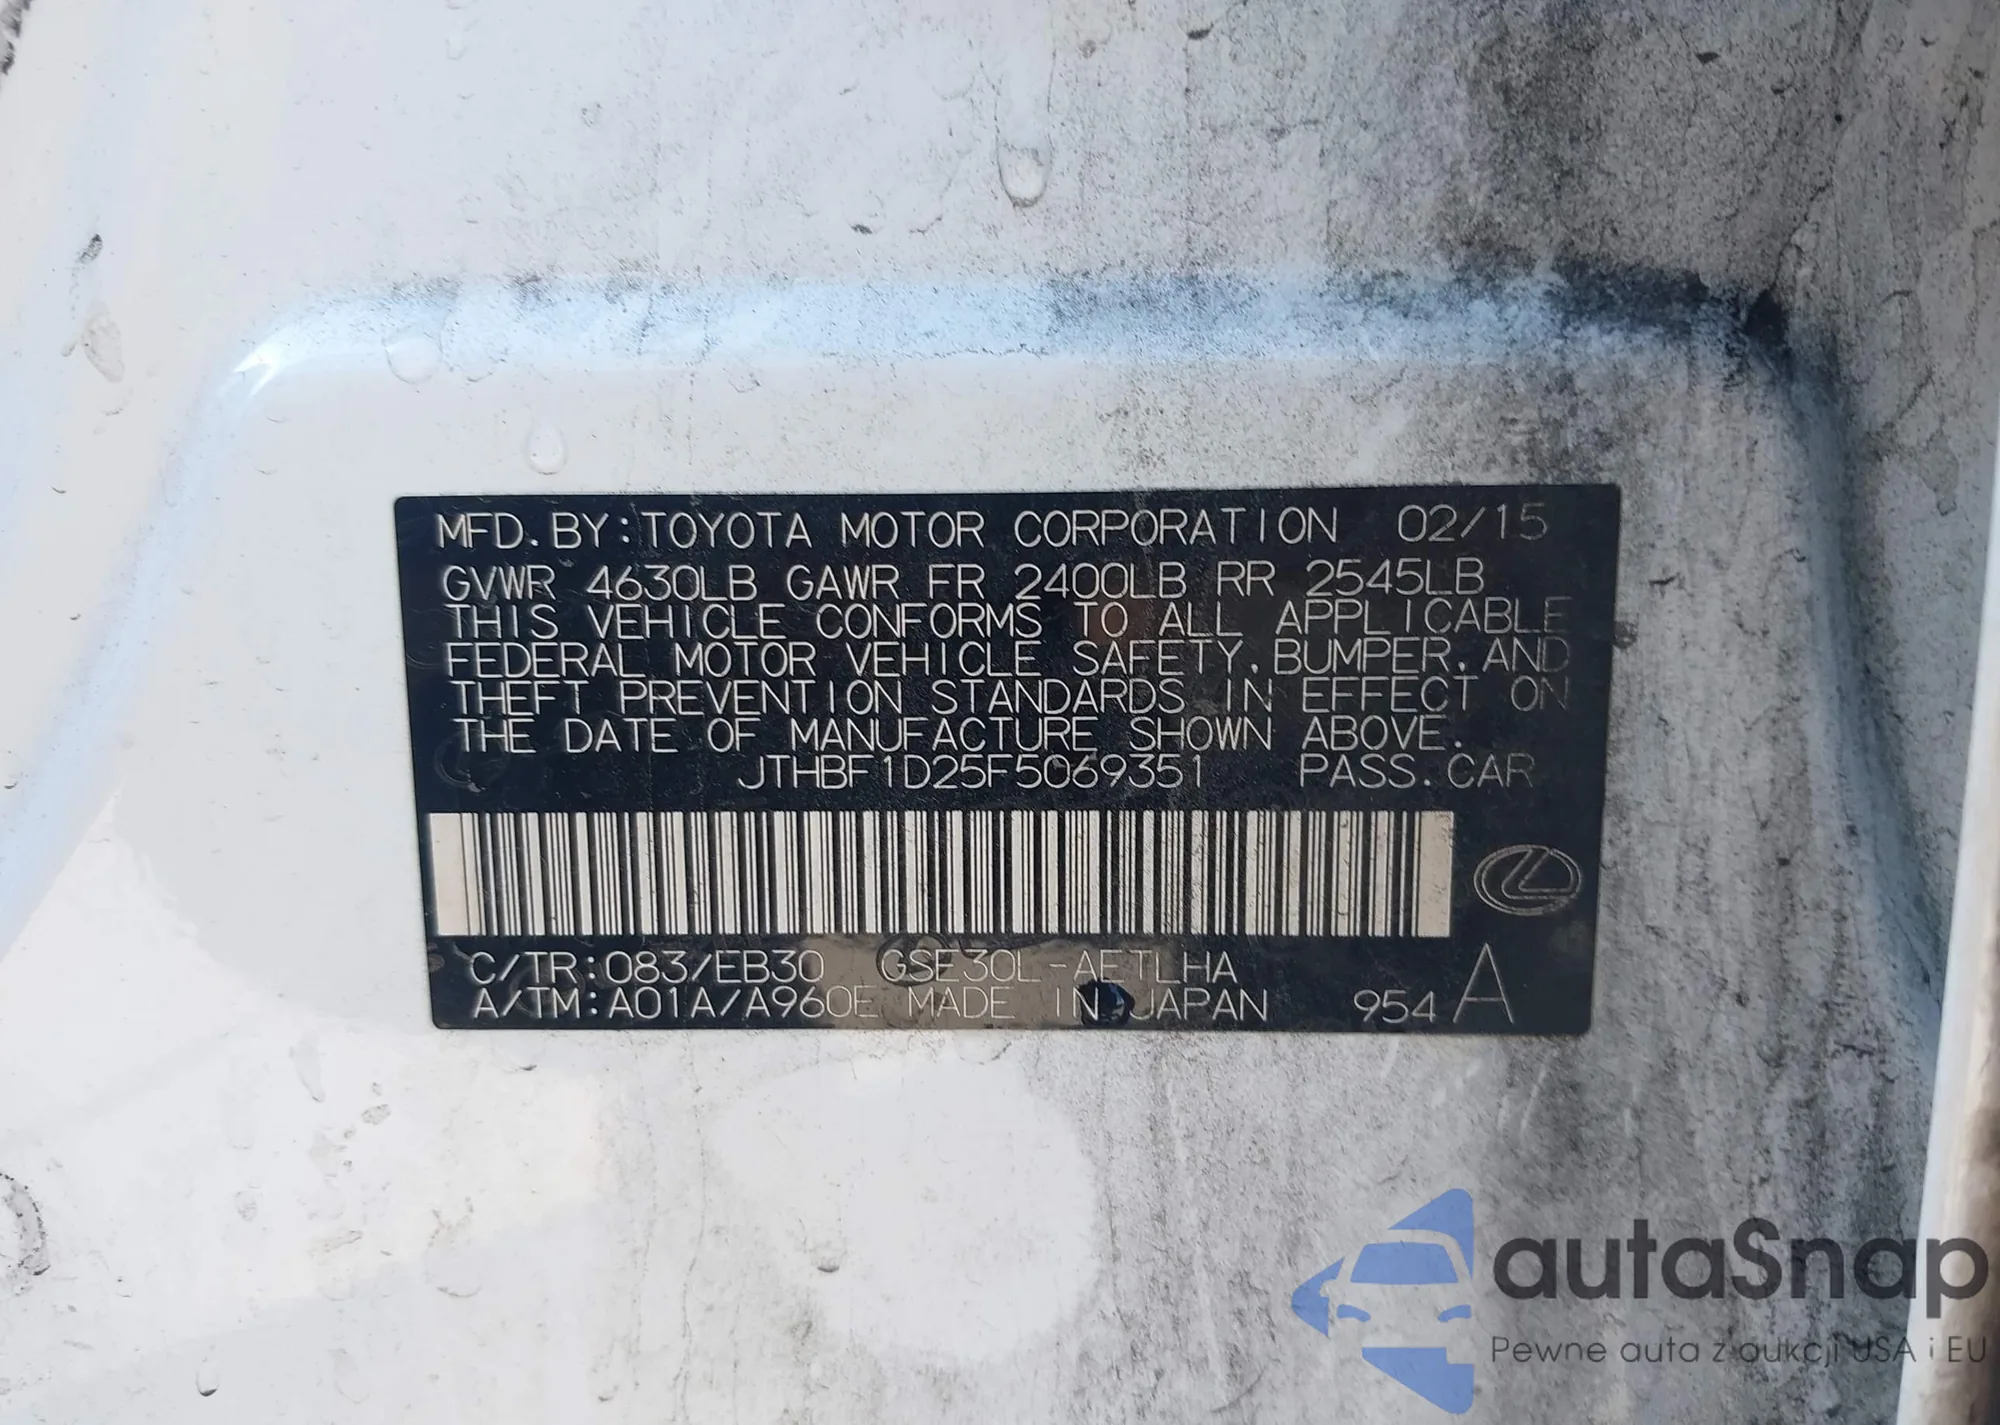 MFD. BY: TOYOTA MOTOR CORPORATION 02/15
GVWR 4630LB GAWR FR 2400LB RR 2545LB
THIS VEHICLE CONFORMS TO ALL APPLICABLE
FEDERAL MOTOR VEHICLE SAFETY, BUMPER, AND
THEFT PREVENTION STANDARDS IN EFFECT ON
THE DATE OF MANUFACTURE SHOWN ABOVE.
JTHBF1D25F5069351 PASS. CAR
C/TR: 083/EB30 GSE30L-AETLHA
A/TM: A01A/A960E MADE IN JAPAN 954 A
autaSnap
Pewne auta z aukcji USA i EU